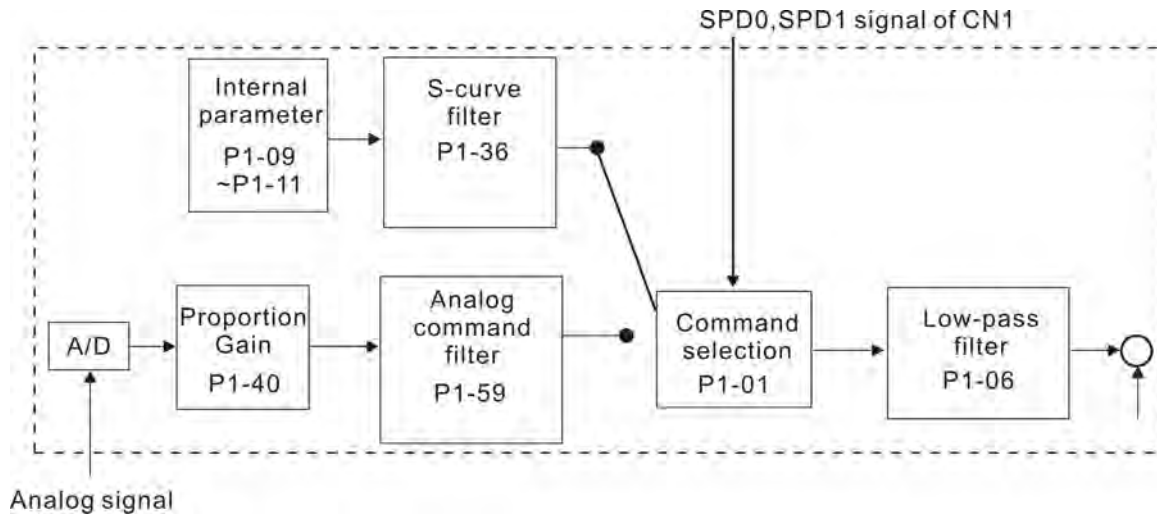 SPD0,SPD1 signal of CN1
Internal
parameter
P1-09
~P1-11
S-curve
filter
P1-36
A/D
Proportion
Gain
P1-40
Analog
command
filter
P1-59
Command
selection
P1-01
Low-pass
filter
P1-06
Analog signal